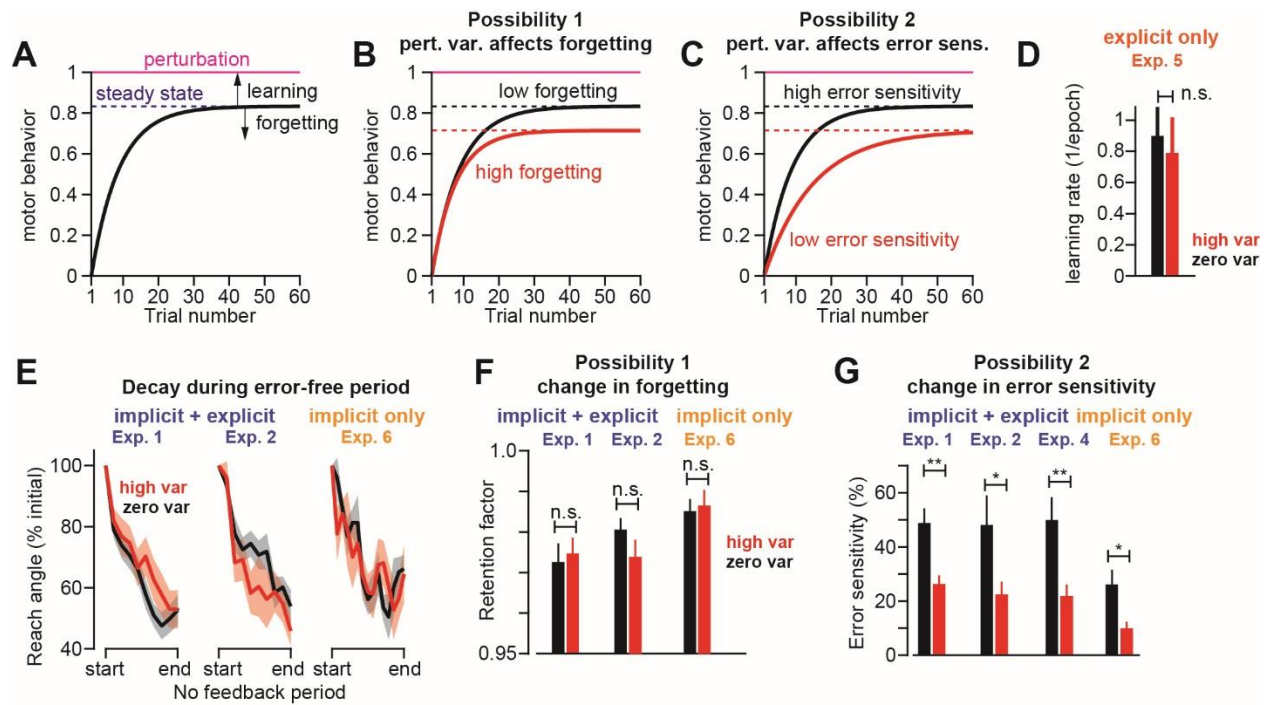 A
perturbation
steady state
learning
forgetting
motor behavior
1
0.8
0.6
0.4
0.2
0
1 10 20 30 40 50 60
Trial number
B
Possibility 1
pert. var. affects forgetting
low forgetting
high forgetting
motor behavior
1
0.8
0.6
0.4
0.2
0
1 10 20 30 40 50 60
Trial number
C
Possibility 2
pert. var. affects error sens.
high error sensitivity
low error sensitivity
motor behavior
1
0.8
0.6
0.4
0.2
0
1 10 20 30 40 50 60
Trial number
D
explicit only
Exp. 5
n.s.
learning rate (1/epoch)
1
0.8
0.6
0.4
0.2
0
high var
zero var
E
Decay during error-free period
implicit + explicit implicit only
Exp. 1 Exp. 2 Exp. 6
high var
zero var
Reach angle (% initial)
100
80
60
40
start end start end start end
No feedback period
F
Possibility 1
change in forgetting
implicit + explicit implicit only
Exp. 1 Exp. 2 Exp. 6
n.s. n.s. n.s.
Retention factor
1.0
0.95
high var
zero var
G
Possibility 2
change in error sensitivity
implicit + explicit implicit only
Exp. 1 Exp. 2 Exp. 4 Exp. 6
** * ** *
Error sensitivity (%)
60
40
20
0